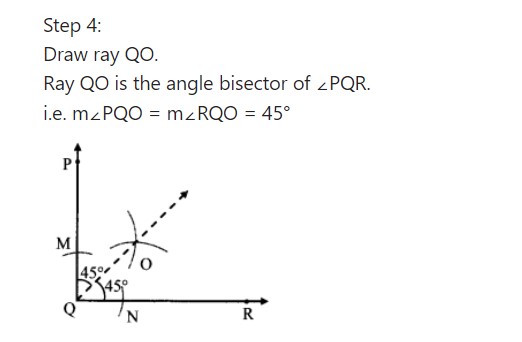 Step 4:
Draw ray QO.
Ray QO is the angle bisector of ∠PQR.
i.e. m∠PQO = m∠RQO = 45°
P
M
O
45°
45°
Q
N
R